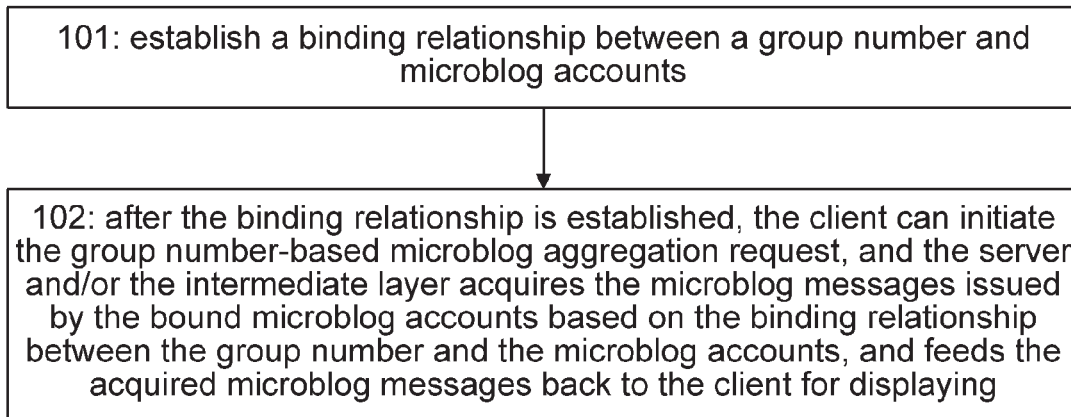 101: establish a binding relationship between a group number and
microblog accounts
102: after the binding relationship is established, the client can initiate
the group number-based microblog aggregation request, and the server
and/or the intermediate layer acquires the microblog messages issued
by the bound microblog accounts based on the binding relationship
between the group number and the microblog accounts, and feeds the
acquired microblog messages back to the client for displaying